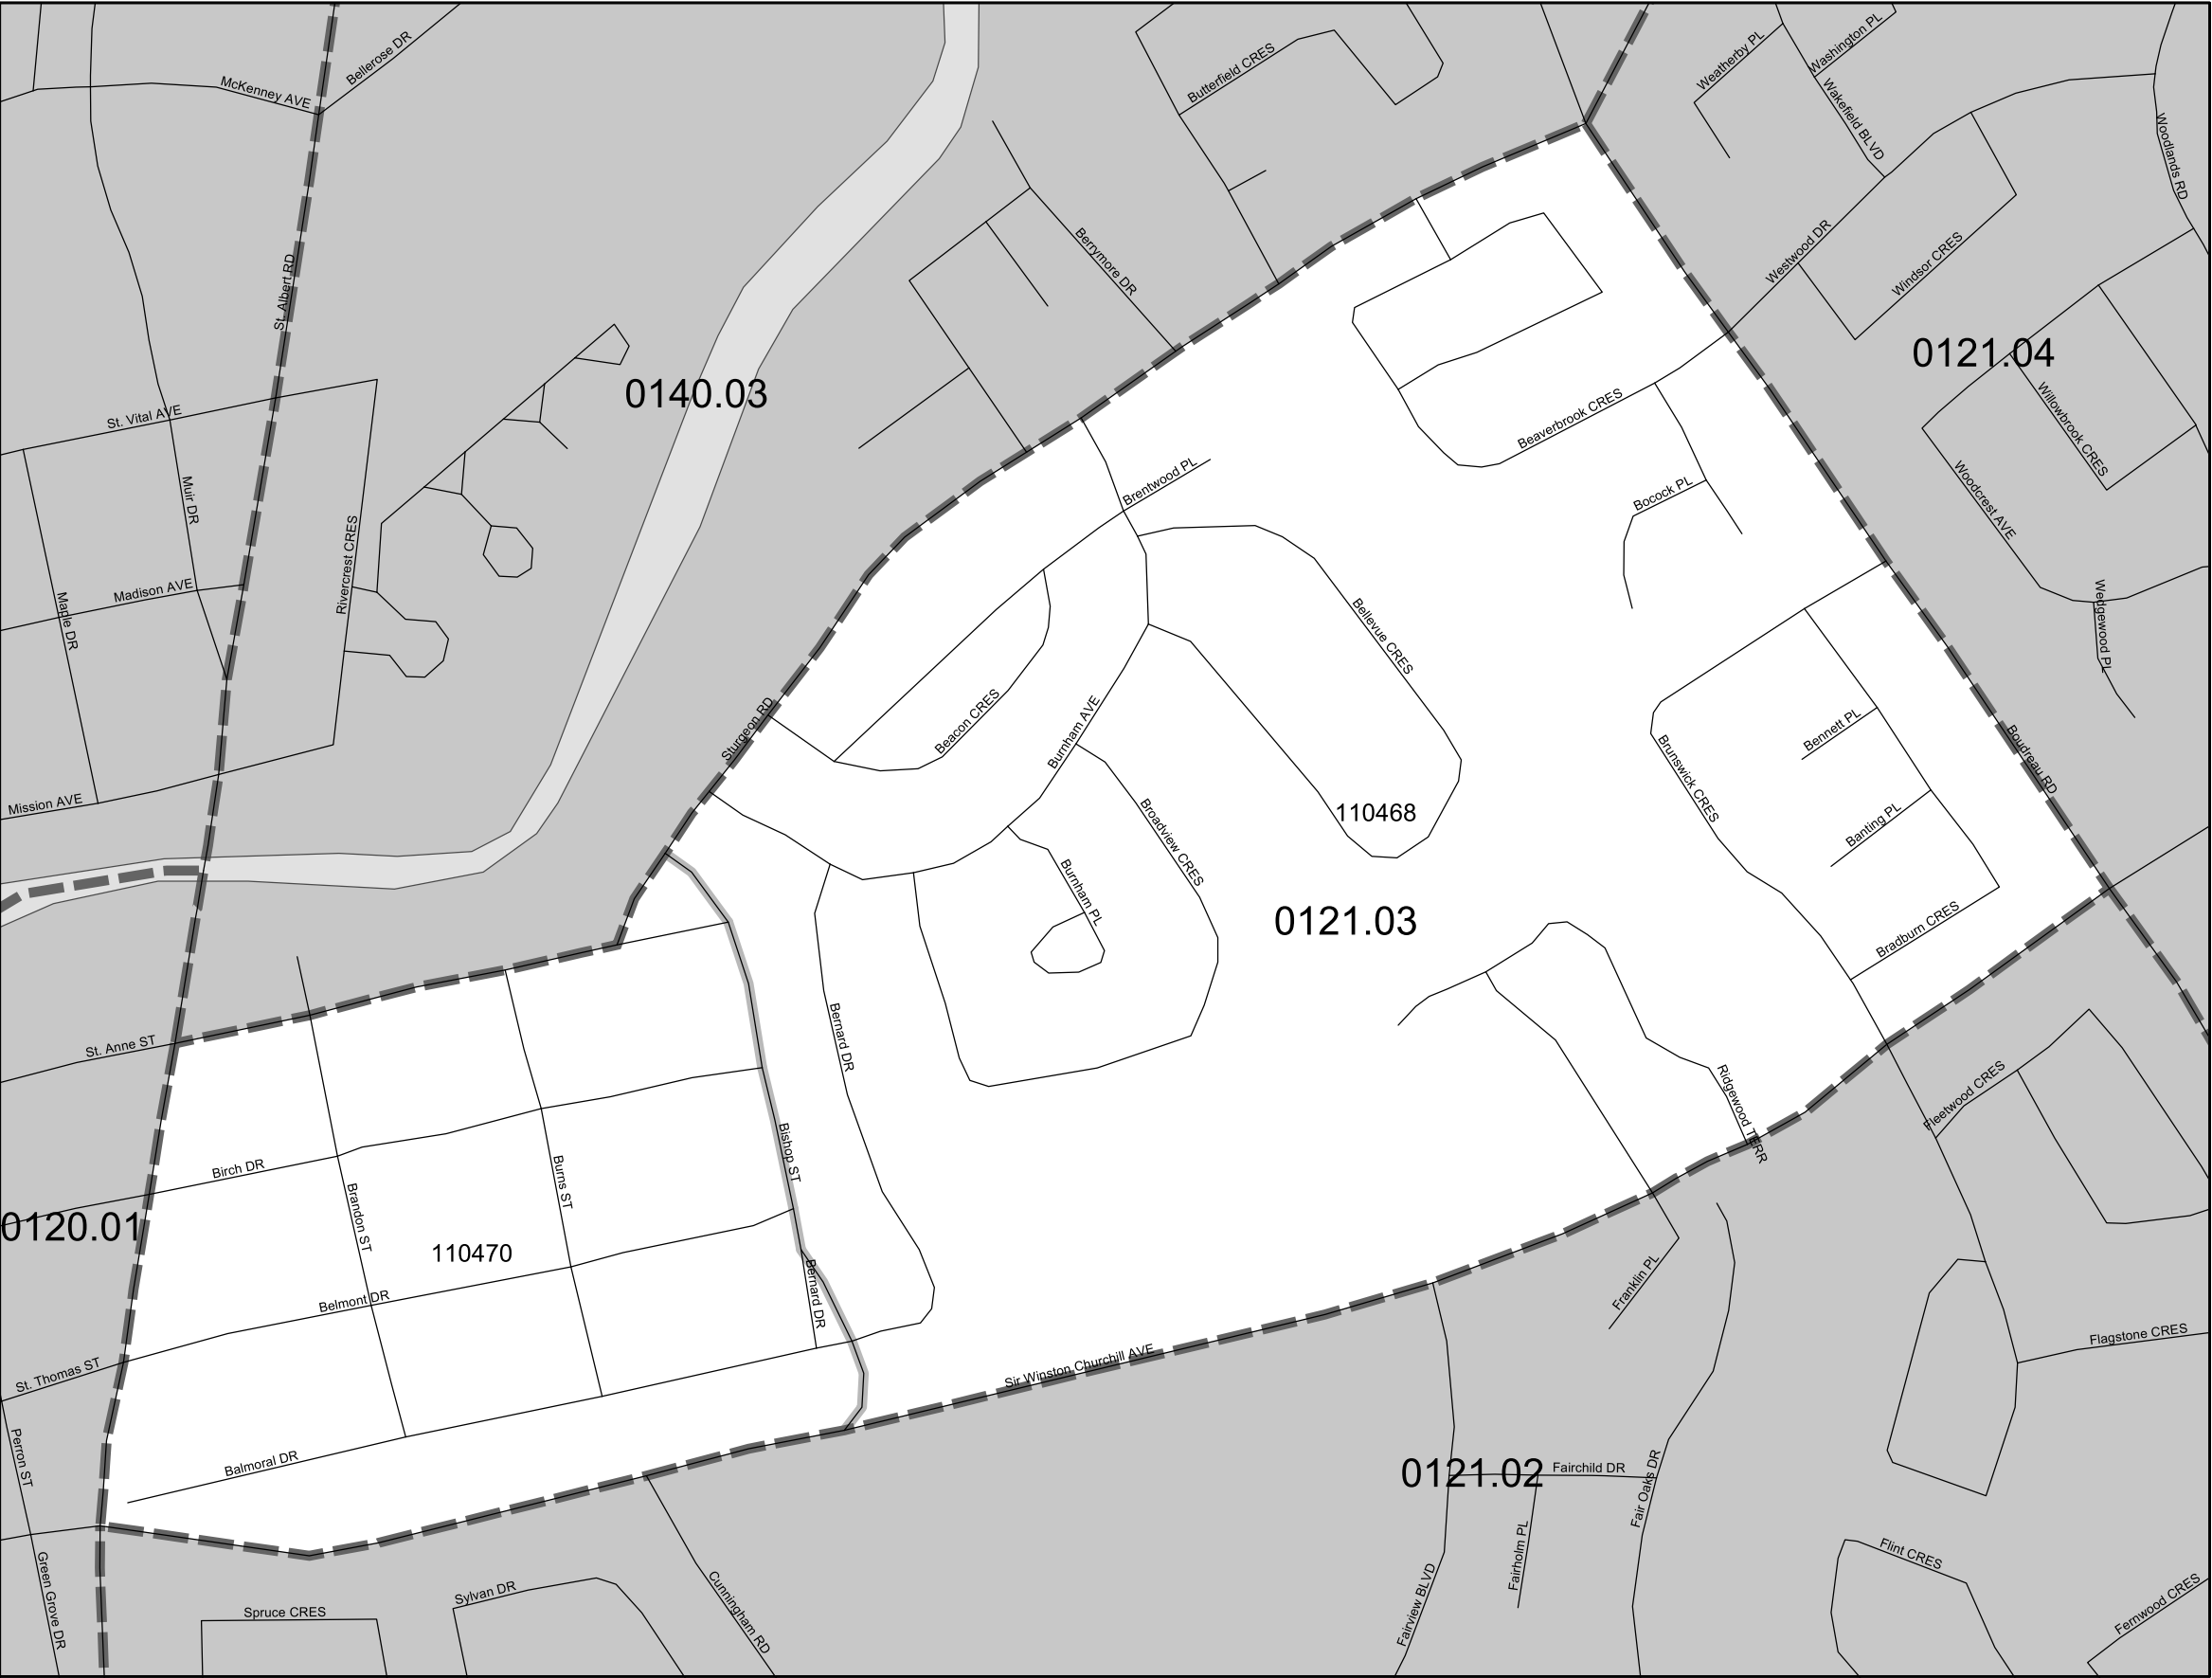 Bellerose DR
McKenney AVE
Butterfield CRES
Weatherby PL
Washington PL
Wakefield BLVD
Woodlands RD
St. Albert RD
Berrymore DR
Westwood DR
Windsor CRES
0140.03
0121.04
St. Vital AVE
Beaverbrook CRES
Willowbrook CRES
Muir DR
Brentwood PL
Bocock PL
Woodcrest AVE
Rivercrest CRES
Madison AVE
Maple DR
Bellevue CRES
Wedgewood PL
Sturgeon RD
Beacon CRES
Burnham AVE
Bennett PL
Boudreau RD
Brunswick CRES
Mission AVE
110468
Broadview CRES
Banting PL
Burnham PL
0121.03
Bradburn CRES
St. Anne ST
Bernard DR
Ridgewood TERR
Fleetwood CRES
Birch DR
Bishop ST
Burns ST
Brandon ST
0120.01
110470
Franklin PL
Belmont DR
Bernard DR
Flagstone CRES
St. Thomas ST
Sir Winston Churchill AVE
Perron ST
Balmoral DR
0121.02
Fairchild DR
Fair Oaks DR
Fairholm PL
Flint CRES
Green Grove DR
Sylvan DR
Cunningham RD
Fairview BLVD
Spruce CRES
Fernwood CRES